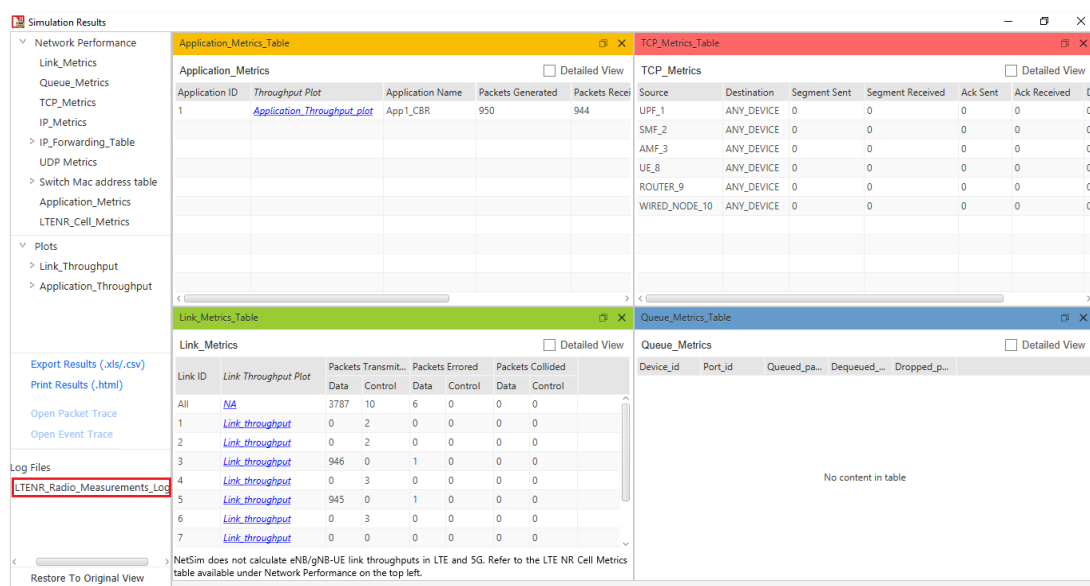 Simulation Results
Network Performance
Link_Metrics
Queue_Metrics
TCP_Metrics
IP_Metrics
IP_Forwarding_Table
UDP Metrics
Switch Mac address table
Application_Metrics
LTENR_Cell_Metrics
Plots
Link_Throughput
Application_Throughput
Export Results (.xls/.csv)
Print Results (.html)
Open Packet Trace
Open Event Trace
Log Files
LTENR_Radio_Measurements_Log
Restore To Original View
Application_Metrics_Table
Application_Metrics Detailed View
Application ID Throughput Plot Application Name Packets Generated Packets Recei
1 Application_Throughput_plot App1_CBR 950 944
TCP_Metrics_Table
TCP_Metrics Detailed View
Source Destination Segment Sent Segment Received Ack Sent Ack Received
UPF_1 ANY_DEVICE 0 0 0 0
SMF_2 ANY_DEVICE 0 0 0 0
AMF_3 ANY_DEVICE 0 0 0 0
UE_8 ANY_DEVICE 0 0 0 0
ROUTER_9 ANY_DEVICE 0 0 0 0
WIRED_NODE_10 ANY_DEVICE 0 0 0 0
Link_Metrics_Table
Link_Metrics Detailed View
Link ID Link Throughput Plot Packets Transmit... Packets Errored Packets Collided
Data Control Data Control Data Control
All NA 3787 10 6 0 0 0
1 Link_throughput 0 2 0 0 0 0
2 Link_throughput 0 2 0 0 0 0
3 Link_throughput 946 0 1 0 0 0
4 Link_throughput 0 3 0 0 0 0
5 Link_throughput 945 0 1 0 0 0
6 Link_throughput 0 3 0 0 0 0
7 Link_throughput 0 0 0 0 0 0
NetSim does not calculate eNB/gNB-UE link throughputs in LTE and 5G. Refer to the LTE NR Cell Metrics
table available under Network Performance on the top left.
Queue_Metrics_Table
Queue_Metrics Detailed View
Device_id Port_id Queued_pa... Dequeued_... Dropped_p...
No content in table